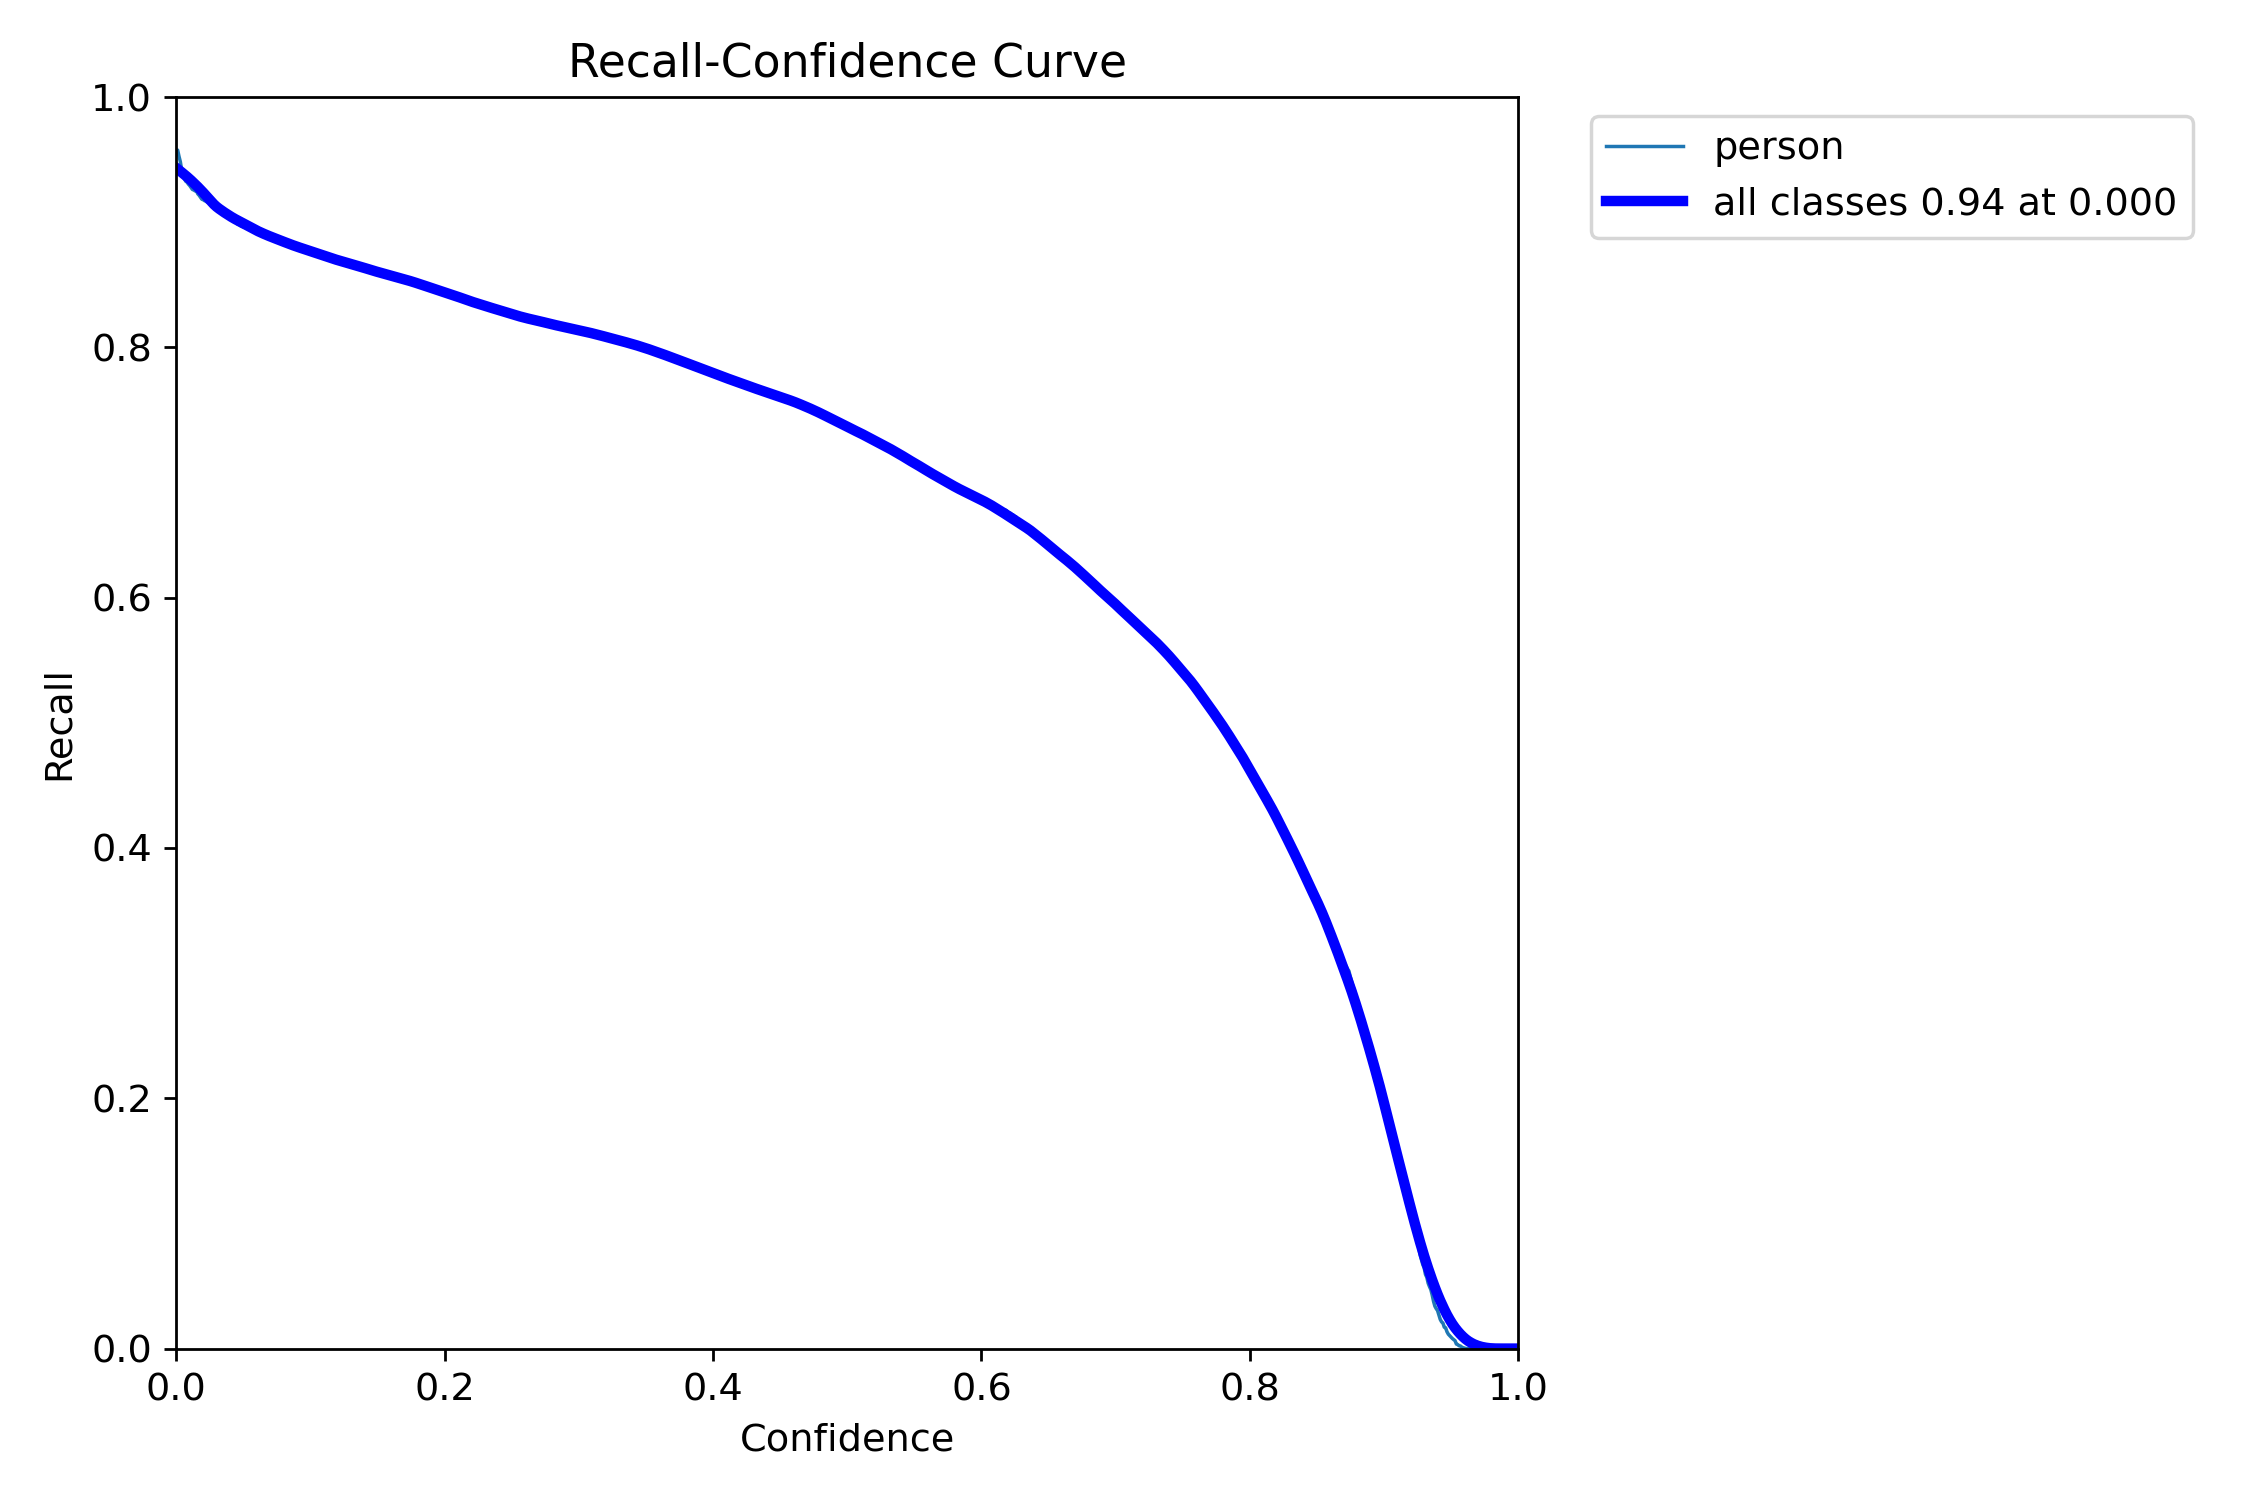 Recall-Confidence Curve
1.0
0.8
0.6
0.4
0.2
0.0
Recall
0.0 0.2 0.4 0.6 0.8 1.0
Confidence
person
all classes 0.94 at 0.000